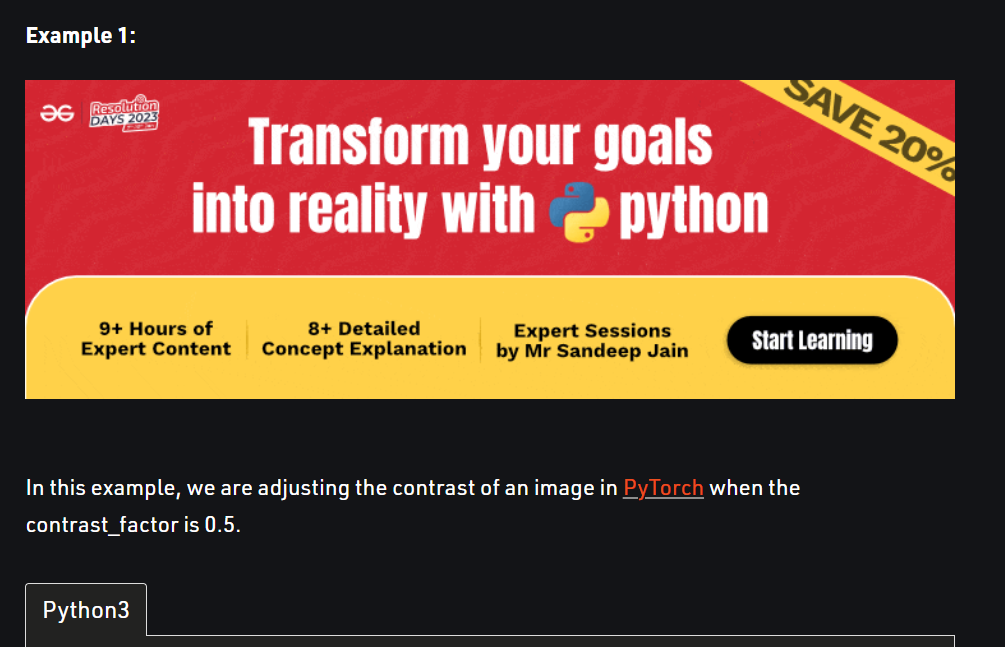 Example 1:
Resolution
DAYS 2023
SAVE 20%
Transform your goals
into reality with python
9+ Hours of
Expert Content
8+ Detailed
Concept Explanation
Expert Sessions
by Mr Sandeep Jain
Start Learning
In this example, we are adjusting the contrast of an image in PyTorch when the
contrast_factor is 0.5.
Python3